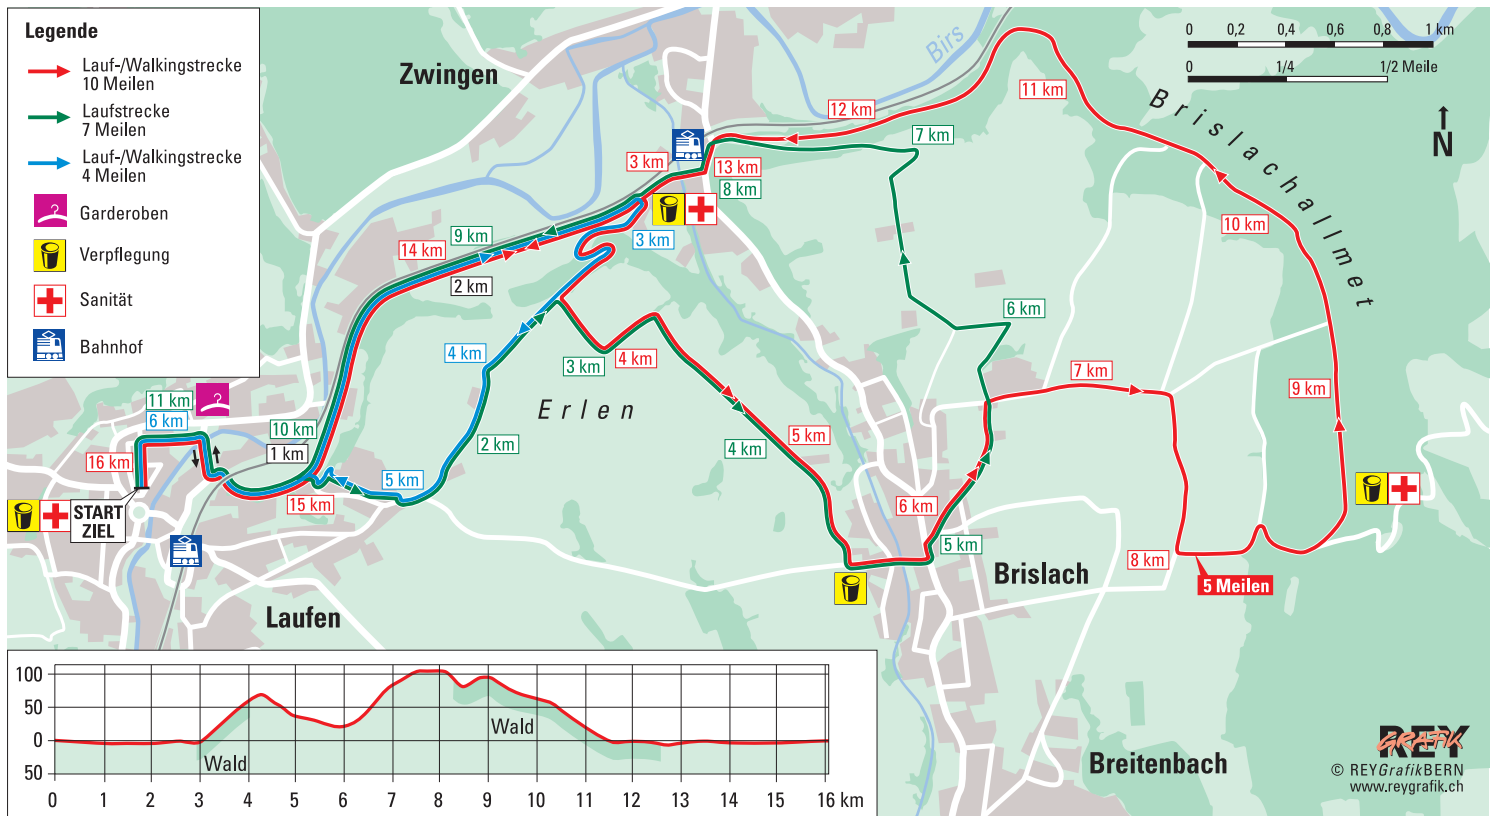 Legende
Lauf-/Walkingstrecke
10 Meilen
Laufstrecke
7 Meilen
Lauf-/Walkingstrecke
4 Meilen
Garderoben
Verpflegung
Sanität
Bahnhof
Zwingen
Birs
0 0,2 0,4 0,6 0,8 1 km
0 1/4 1/2 Meile
N
Brislachallmet
11 km
12 km
7 km
3 km
13 km
8 km
10 km
9 km
3 km
14 km
2 km
6 km
4 km
3 km
4 km
7 km
9 km
Erlen
11 km
6 km
10 km
1 km
2 km
5 km
4 km
16 km
5 km
15 km
6 km
5 km
START
ZIEL
8 km
5 Meilen
Brislach
Laufen
Breitenbach
100
50
0
50
Wald
Wald
0 1 2 3 4 5 6 7 8 9 10 11 12 13 14 15 16 km
REY
GRAFIK
© REYGrafikBERN
www.reygrafik.ch